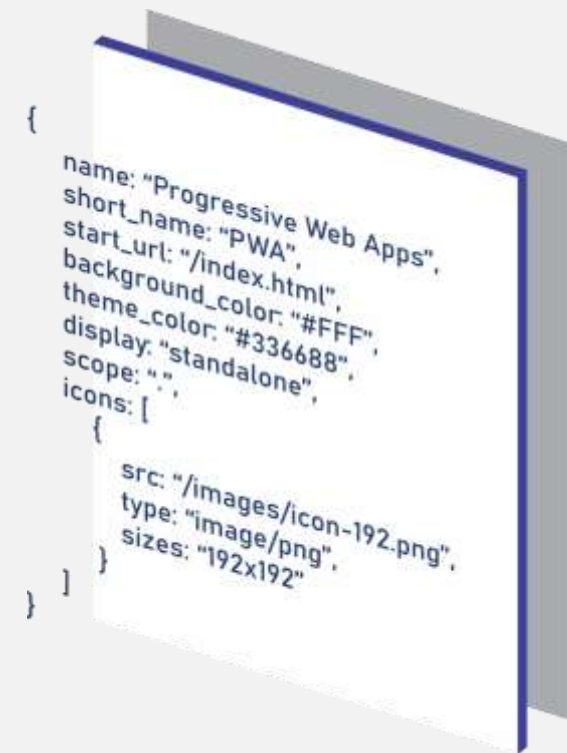 {
name: “Progressive Web Apps”,
short_name: “PWA”,
start_url: “/index.html”,
background_color: “#FFF”,
theme_color: “#336688”,
display: “standalone”,
scope: “.”,
icons: [
{
src: “/images/icon-192.png”,
type: “image/png”,
sizes: “192x192”
}
]
}